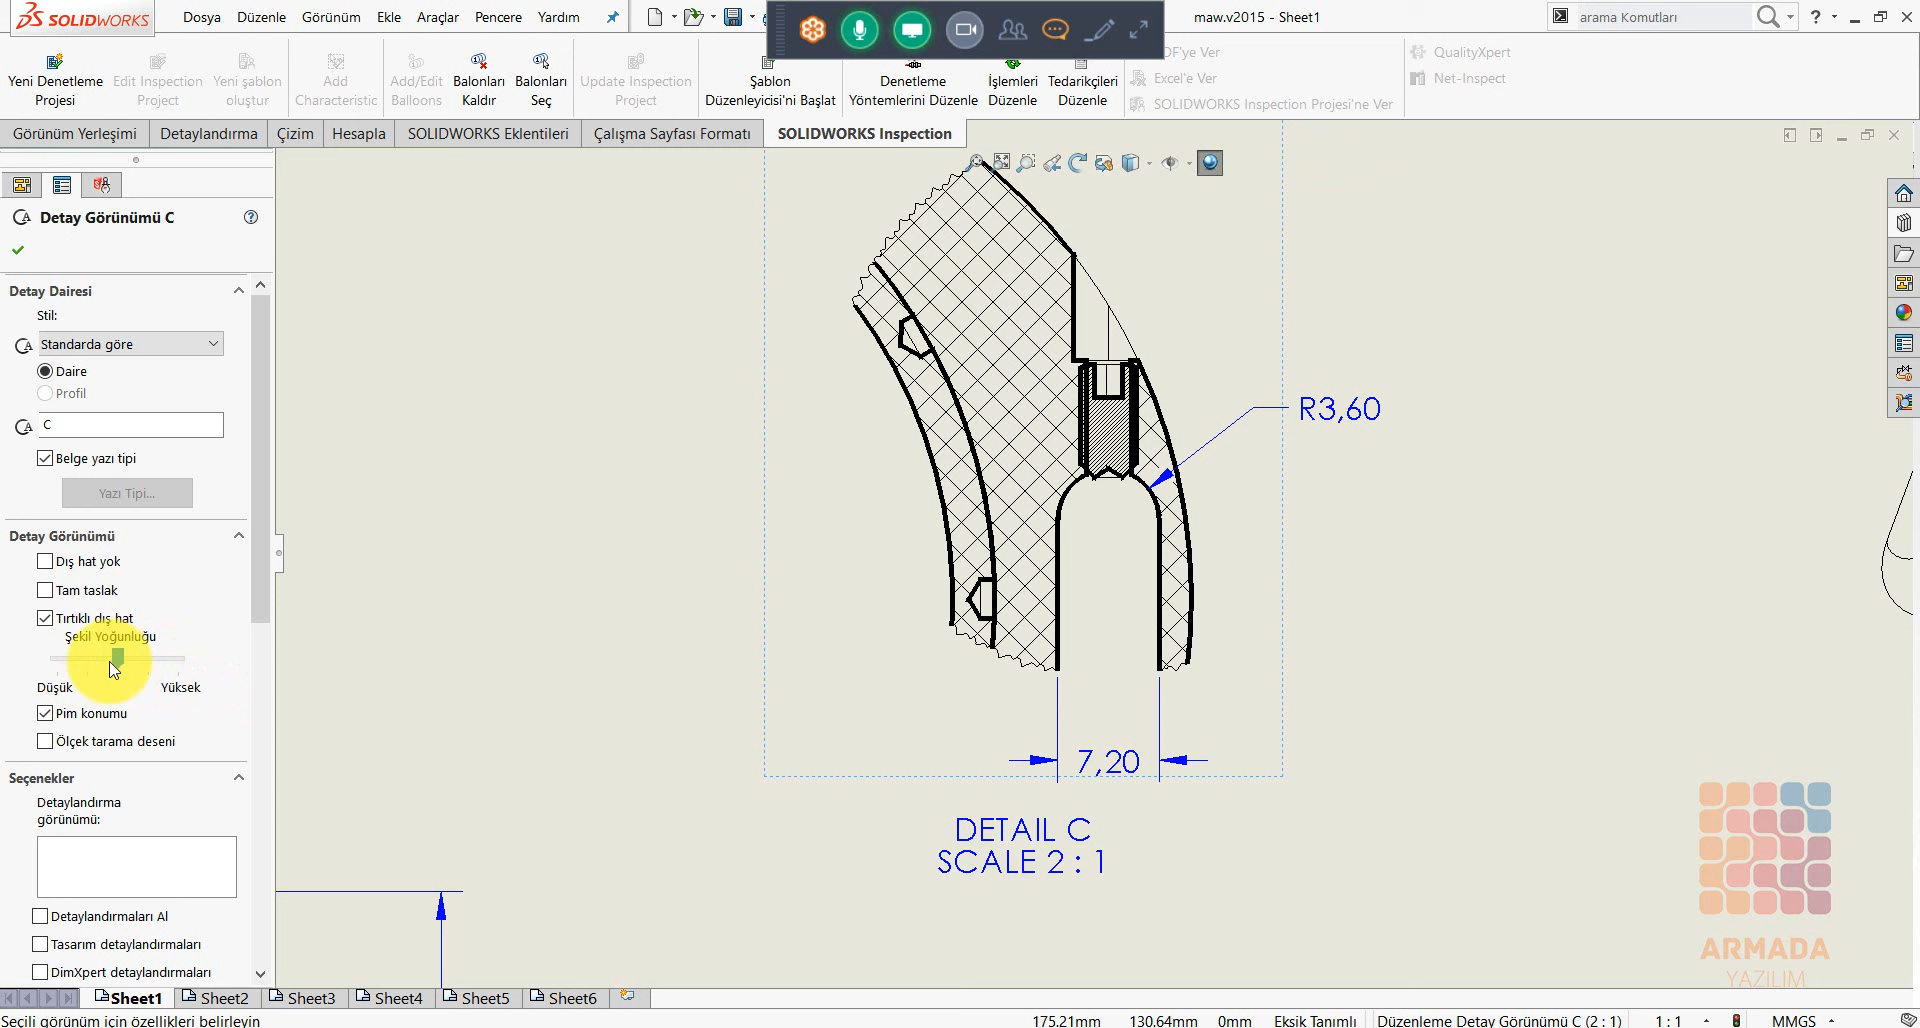 SOLIDWORKS
Dosya Düzenle Görünüm Ekle Araçlar Pencere Yardım
maw.v2015 - Sheet1
arama Komutları
?
Yeni Denetleme Projesi
Edit Inspection Project
Yeni şablon oluştur
Add Characteristic
Add/Edit Balloons
Balonları Kaldır
Balonları Seç
Update Inspection Project
Şablon Düzenleyicisi'ni Başlat
Denetleme Yöntemlerini Düzenle
İşlemleri Düzenle
Tedarikçileri Düzenle
DF'ye Ver
Excel'e Ver
SOLIDWORKS Inspection Projesi'ne Ver
QualityXpert
Net-Inspect
Görünüm Yerleşimi Detaylandırma Çizim Hesapla SOLIDWORKS Eklentileri Çalışma Sayfası Formatı SOLIDWORKS Inspection
Detay Görünümü C
Detay Dairesi
Stil:
Standarda göre
Daire
Profil
C
Belge yazı tipi
Yazı Tipi...
Detay Görünümü
Dış hat yok
Tam taslak
Tırtıklı dış hat
Şekil Yoğunluğu
Düşük Yüksek
Pim konumu
Ölçek tarama deseni
Seçenekler
Detaylandırma
görünümü:
Detaylandırmaları Al
Tasarım detaylandırmaları
DimXpert detaylandırmaları
R3,60
7,20
DETAIL C
SCALE 2 : 1
ARMADA
YAZILIM
Sheet1 Sheet2 Sheet3 Sheet4 Sheet5 Sheet6
Seçili görünüm için özellikleri belirleyin
175.21mm 130.64mm 0mm Eksik Tanımlı Düzenleme Detay Görünümü C (2 : 1) 1 : 1 MMGS